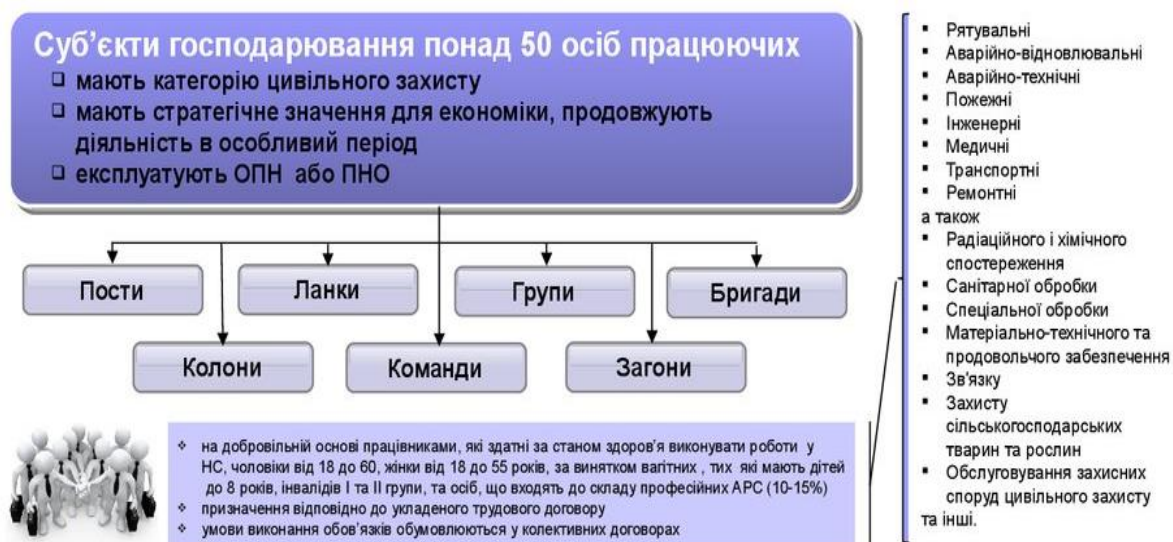 Суб’єкти господарювання понад 50 осіб працюючих
❑ мають категорію цивільного захисту
❑ мають стратегічне значення для економіки, продовжують
діяльність в особливий період
❑ експлуатують ОПН або ПНО
Пости
Ланки
Групи
Бригади
Колони
Команди
Загони
❖ на добровільній основі працівниками, які здатні за станом здоров’я виконувати роботи у
НС, чоловіки від 18 до 60, жінки від 18 до 55 років, за винятком вагітних , тих які мають дітей
до 8 років, інвалідів І та ІІ групи, та осіб, що входять до складу професійних АРС (10-15%)
❖ призначення відповідно до укладеного трудового договору
❖ умови виконання обов’язків обумовлюються у колективних договорах
▪ Рятувальні
▪ Аварійно-відновлювальні
▪ Аварійно-технічні
▪ Пожежні
▪ Інженерні
▪ Медичні
▪ Транспортні
▪ Ремонтні
а також
▪ Радіаційного і хімічного
спостереження
▪ Санітарної обробки
▪ Спеціальної обробки
▪ Матеріально-технічного та
продовольчого забезпечення
▪ Зв'язку
▪ Захисту
сільськогосподарських
тварин та рослин
▪ Обслуговування захисних
споруд цивільного захисту
та інші.